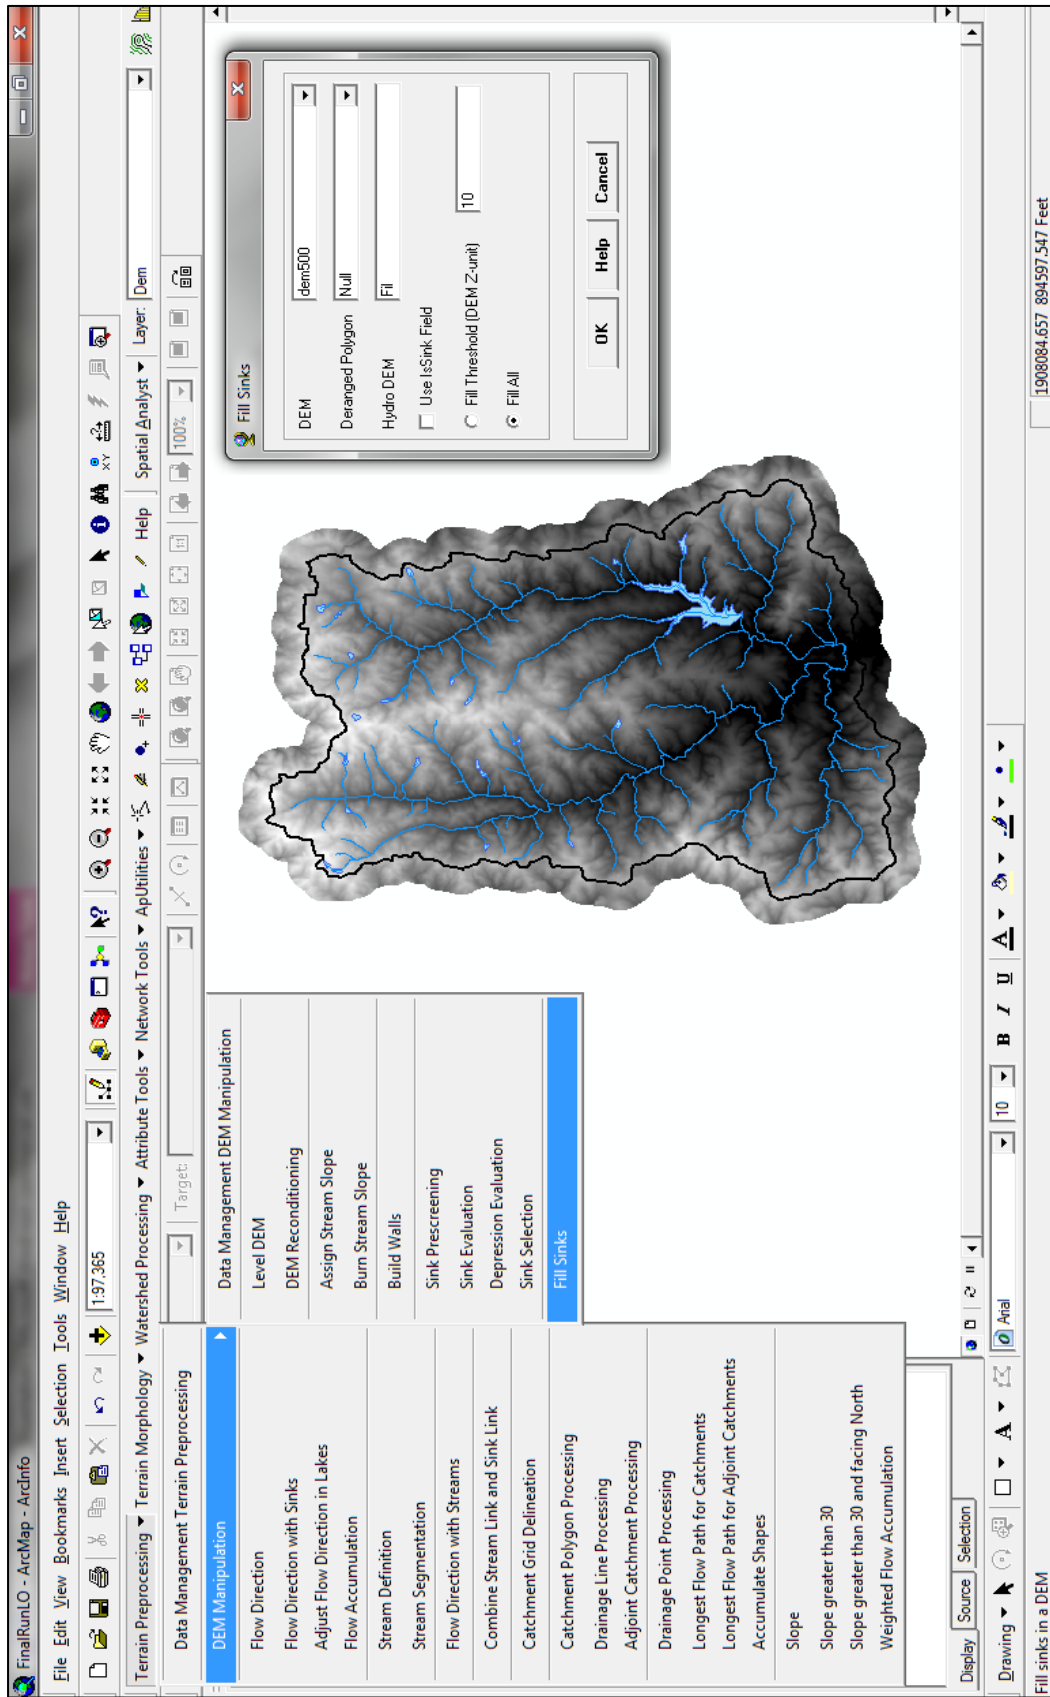 FinalRunLO - ArcMap - ArcInfo
File Edit View Bookmarks Insert Selection Tools Window Help
1:97,365
Terrain Preprocessing Terrain Morphology Watershed Processing Attribute Tools Network Tools ApUtilities Help Spatial Analyst Layer: Dem
Target: 100%
Data Management Terrain Preprocessing
DEM Manipulation
Flow Direction
Flow Direction with Sinks
Adjust Flow Direction in Lakes
Flow Accumulation
Stream Definition
Stream Segmentation
Flow Direction with Streams
Combine Stream Link and Sink Link
Catchment Grid Delineation
Catchment Polygon Processing
Drainage Line Processing
Adjoint Catchment Processing
Drainage Point Processing
Longest Flow Path for Catchments
Longest Flow Path for Adjoint Catchments
Accumulate Shapes
Slope
Slope greater than 30
Slope greater than 30 and facing North
Weighted Flow Accumulation
Data Management DEM Manipulation
Level DEM
DEM Reconditioning
Assign Stream Slope
Burn Stream Slope
Build Walls
Sink Prescreening
Sink Evaluation
Depression Evaluation
Sink Selection
Fill Sinks
Fill Sinks
DEM dem500
Deranged Polygon Null
Hydro DEM Fil
Use IsSink Field
Fill Threshold (DEM Z-unit) 10
Fill All
OK Help Cancel
Display Source Selection
Drawing A Arial 10 B I U A
Fill sinks in a DEM 1908084.657 894597.547 Feet